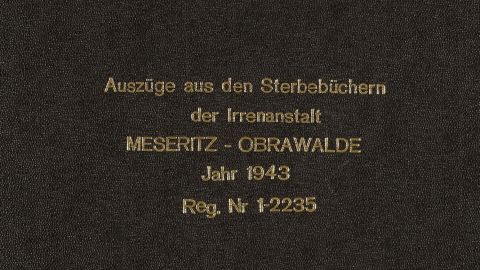 Auszüge aus den Sterbebüchern
der Irrenanstalt
MESERITZ - OBRAWALDE
Jahr 1943
Reg. Nr 1-2235